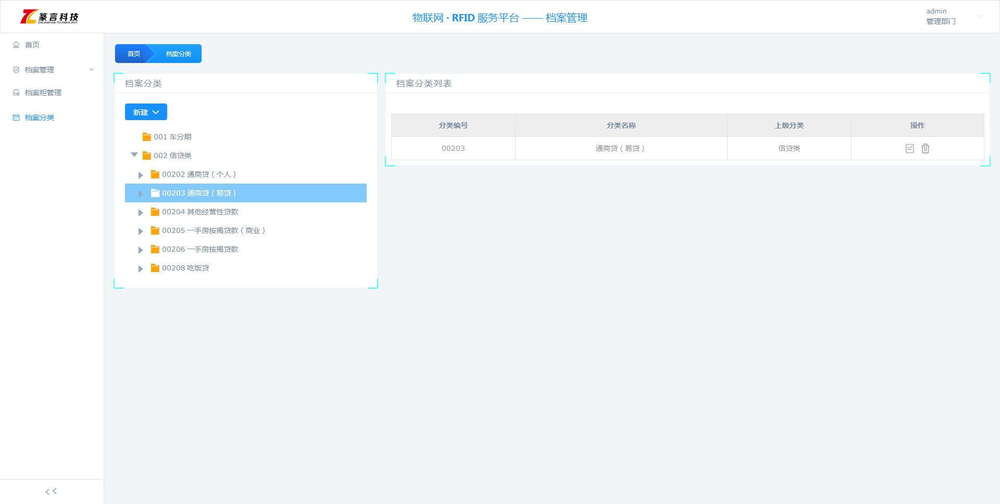 篆言科技
ZHUANYAN TECHNOLOGY
物联网 · RFID 服务平台 —— 档案管理
admin
管理部门
首页
档案管理
档案柜管理
档案分类
首页
档案分类
档案分类
新建
001 车分期
002 信贷类
00202 通商贷（个人）
00203 通商贷（易贷）
00204 其他经营性贷款
00205 一手房按揭贷款（商业）
00206 一手房按揭贷款
00208 吃饭贷
档案分类列表
分类编号 分类名称 上级分类 操作
00203 通商贷（易贷） 信贷类
<<